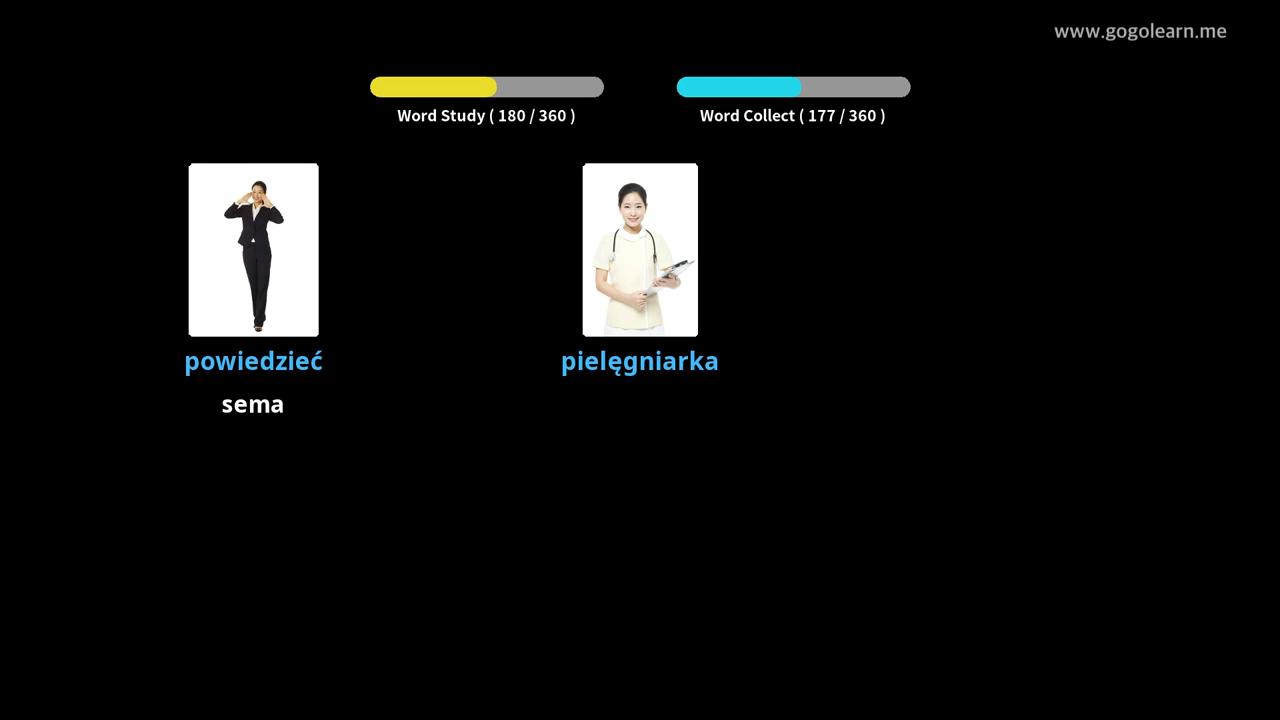 www.gogolearn.me
Word Study ( 180 / 360 )
Word Collect ( 177 / 360 )
powiedzieć
pielęgniarka
sema